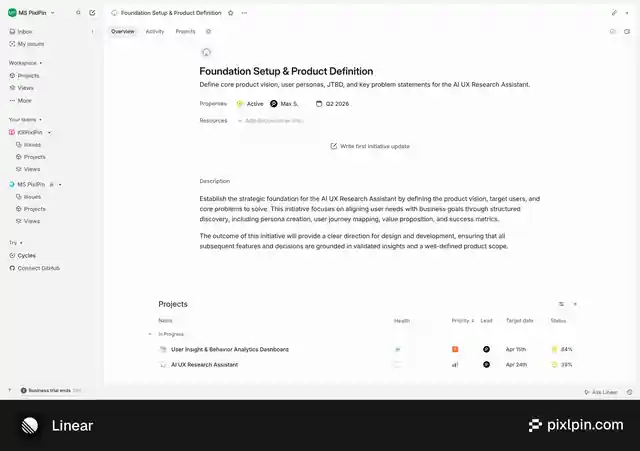 MS PixlPin
Foundation Setup & Product Definition
Overview
Activity
Projects
Inbox
My issues
Workspace
Projects
Views
More
Your teams
Projects
Views
MS PixlPin
Issues
Projects
Views
Try
Cycles
Connect GitHub
Foundation Setup & Product Definition
Define core product vision, user personas, JTBD, and key problem statements for the AI UX Research Assistant.
Properties
Active
Max S.
Q2 2026
Resources
Write first initiative update
Description
Establish the strategic foundation for the AI UX Research Assistant by defining the product vision, target users, and
core problems to solve. This initiative focuses on aligning user needs with business goals through structured
discovery, including persona creation, user journey mapping, value proposition, and success metrics.
The outcome of this initiative will provide a clear direction for design and development, ensuring that all
subsequent features and decisions are grounded in validated insights and a well-defined product scope.
Projects
Name
Health
Priority
Lead
Target date
Status
In Progress
User Insight & Behavior Analytics Dashboard
Apr 15th
84%
AI UX Research Assistant
Apr 24th
39%
Business trial ends
Ask Linear
Linear
pixlpin.com